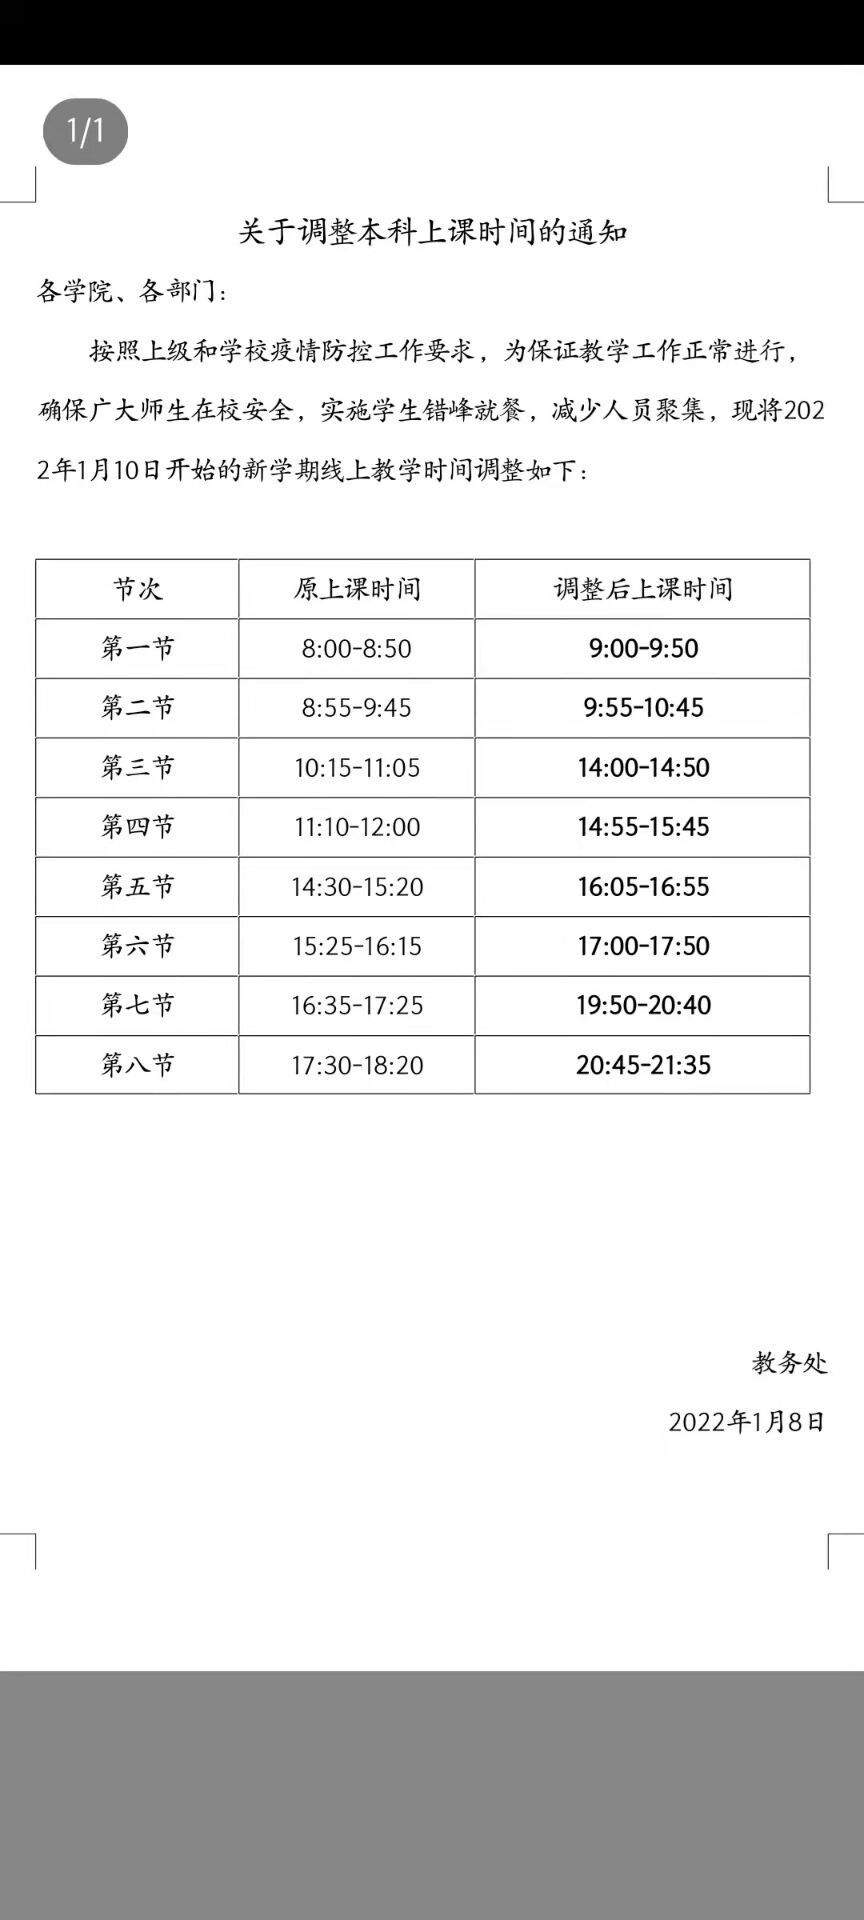 1/1
关于调整本科上课时间的通知
各学院、各部门：
按照上级和学校疫情防控工作要求，为保证教学工作正常进行，
确保广大师生在校安全，实施学生错峰就餐，减少人员聚集，现将202
2年1月10日开始的新学期线上教学时间调整如下：
节次 原上课时间 调整后上课时间
第一节 8:00-8:50 9:00-9:50
第二节 8:55-9:45 9:55-10:45
第三节 10:15-11:05 14:00-14:50
第四节 11:10-12:00 14:55-15:45
第五节 14:30-15:20 16:05-16:55
第六节 15:25-16:15 17:00-17:50
第七节 16:35-17:25 19:50-20:40
第八节 17:30-18:20 20:45-21:35
教务处
2022年1月8日